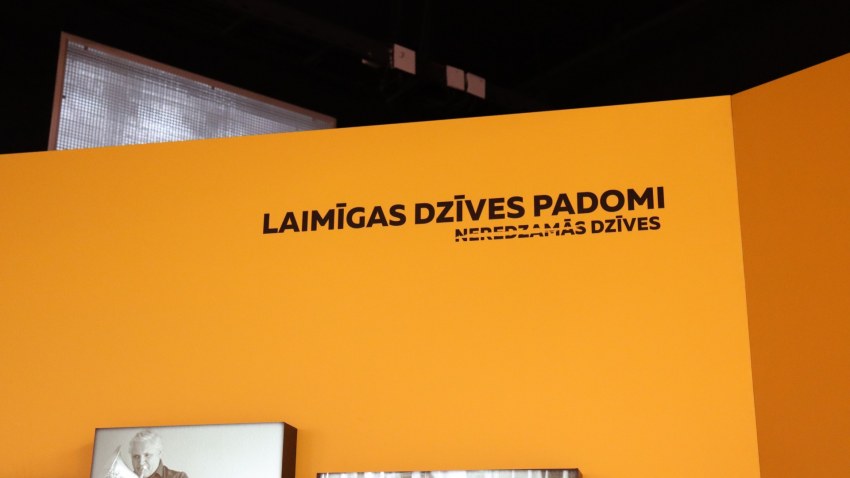 LAIMĪGAS DZĪVES PADOMI
NEREDZAMĀS DZĪVES